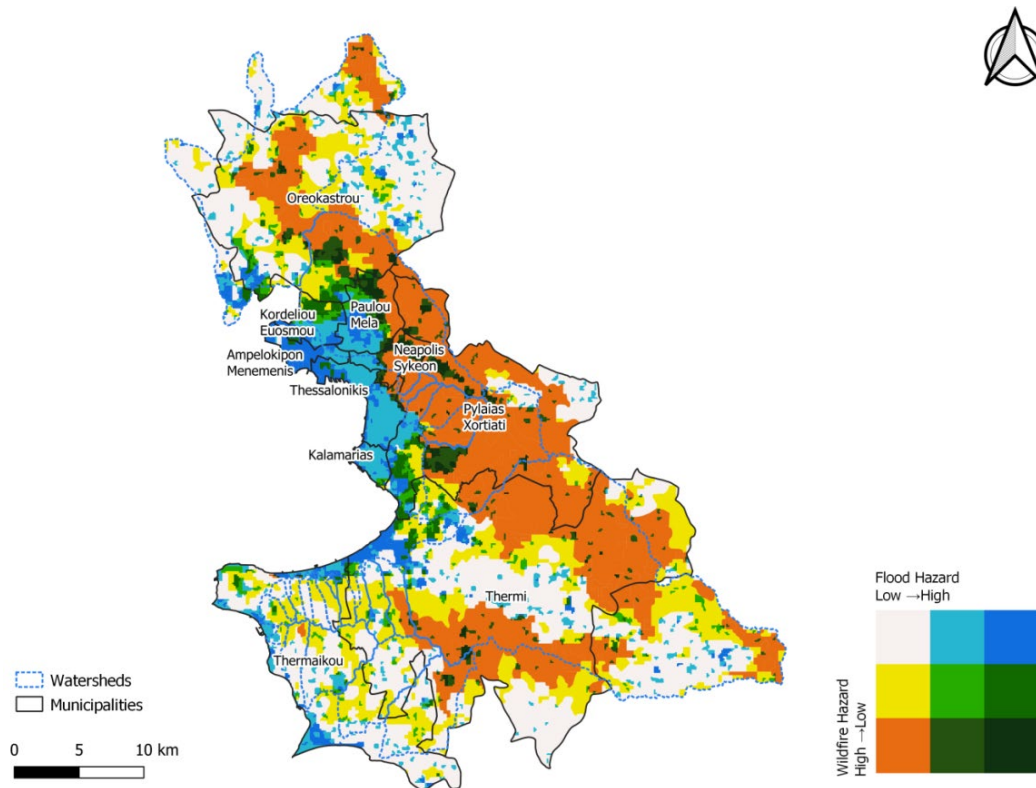 Oreokastrou
Kordeliou
Euosmou
Paulou
Mela
Ampelokipon
Menemenis
Neapolis
Sykeon
Thessalonikis
Pylaias
Xortiati
Kalamarias
Thermi
Thermaikou
Watersheds
Municipalities
0 5 10 km
Flood Hazard
Low →High
Wildfire Hazard
High →Low